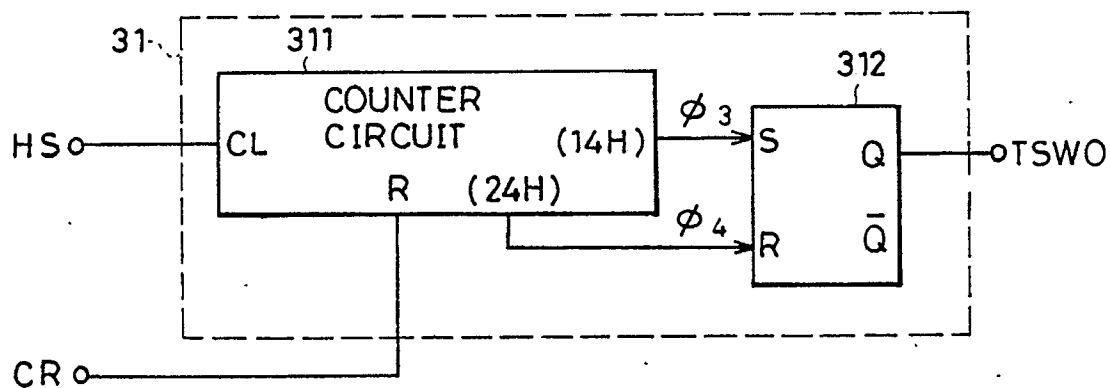 31
311
312
COUNTER
CIRCUIT
HS
CL
(14H)
ϕ3
S
Q
TSWO
R
(24H)
ϕ4
R
Q̅
CR